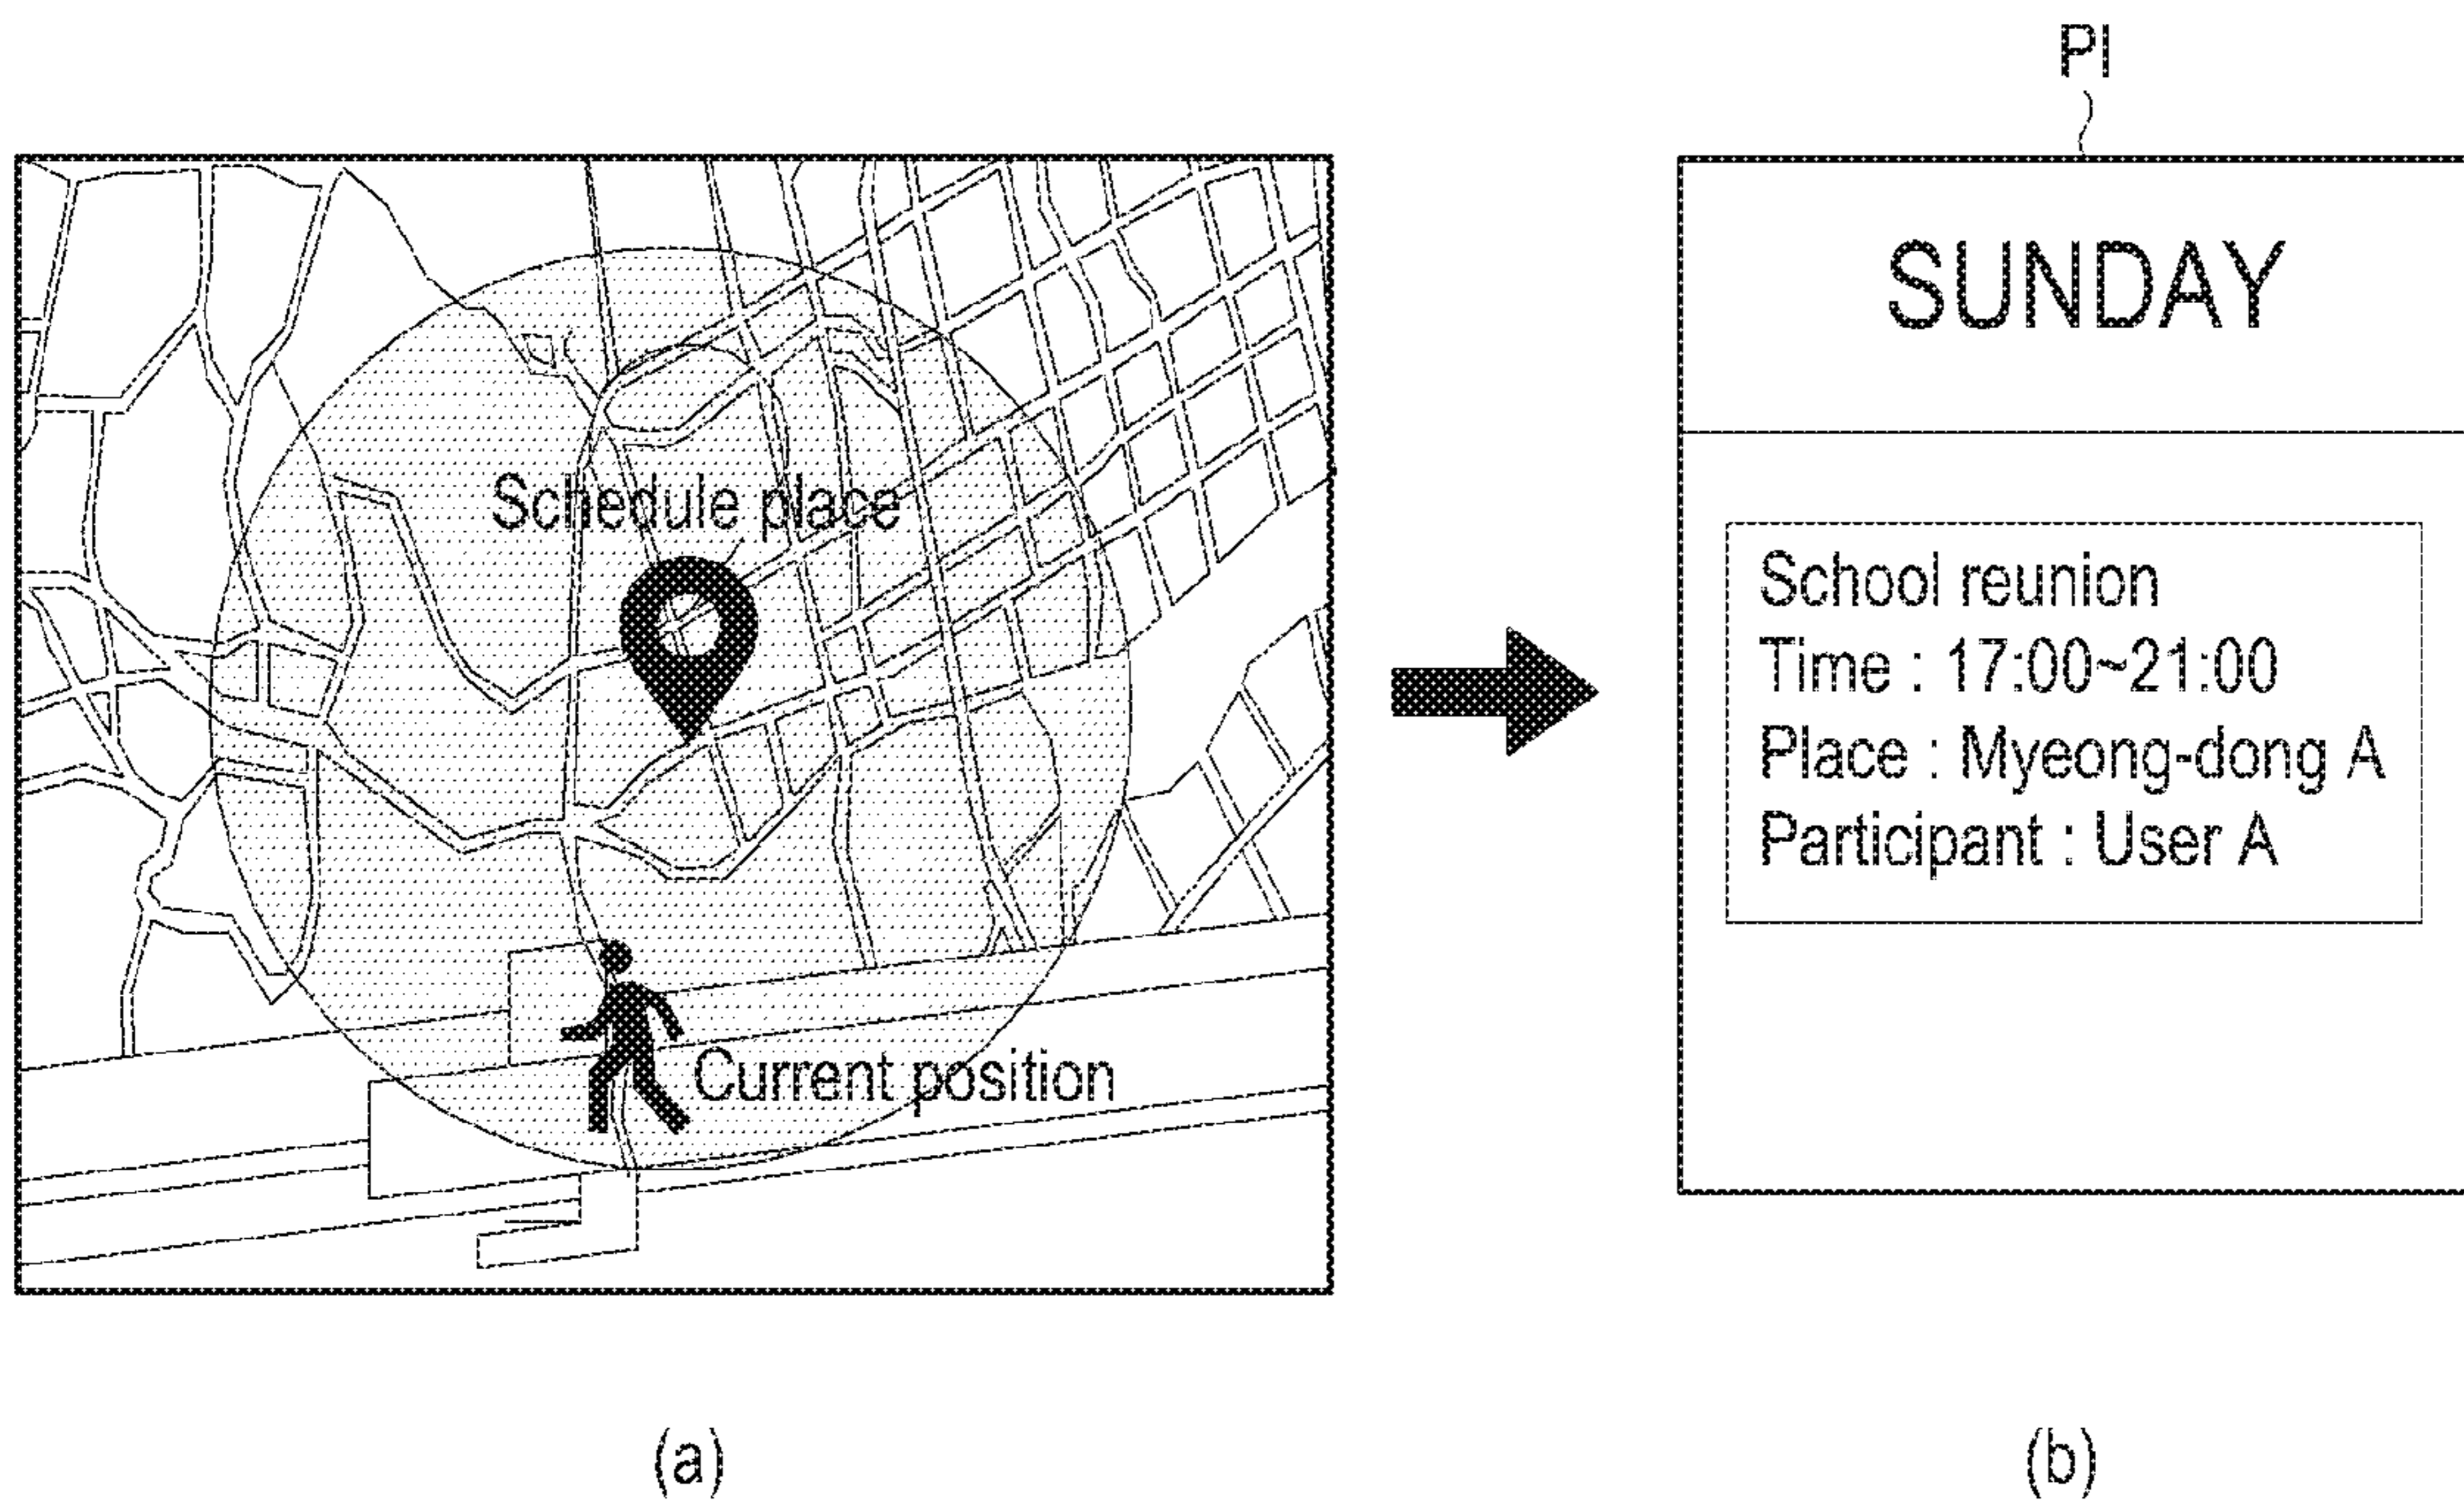 PI
SUNDAY
Schedule place
School reunion
Time : 17:00~21:00
Place : Myeong-dong A
Participant : User A
Current position
(a)
(b)